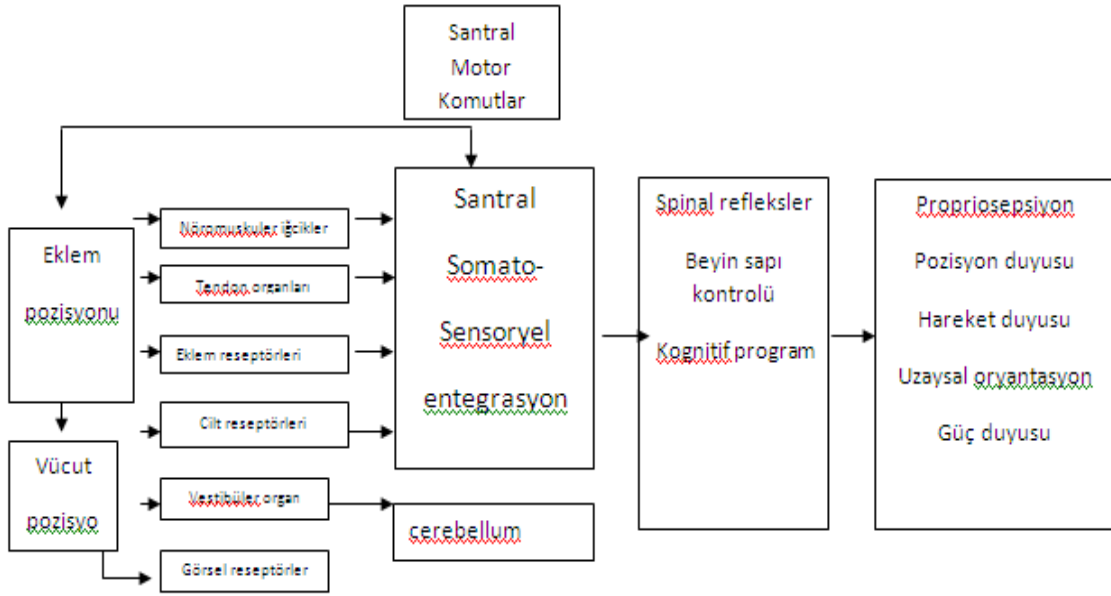 Santral
Motor
Komutlar
Eklem
pozisyonu
Vücut
pozisyo
Nöromuskuler iğcikler
Tendon organları
Eklem reseptörleri
Cilt reseptörleri
Vestibüler organ
Görsel reseptörler
Santral
Somato-
Sensoryel
entegrasyon
cerebellum
Spinal refleksler
Beyin sapı
kontrolü
Kognitif program
Propriosepsiyon
Pozisyon duyusu
Hareket duyusu
Uzaysal oryantasyon
Güç duyusu